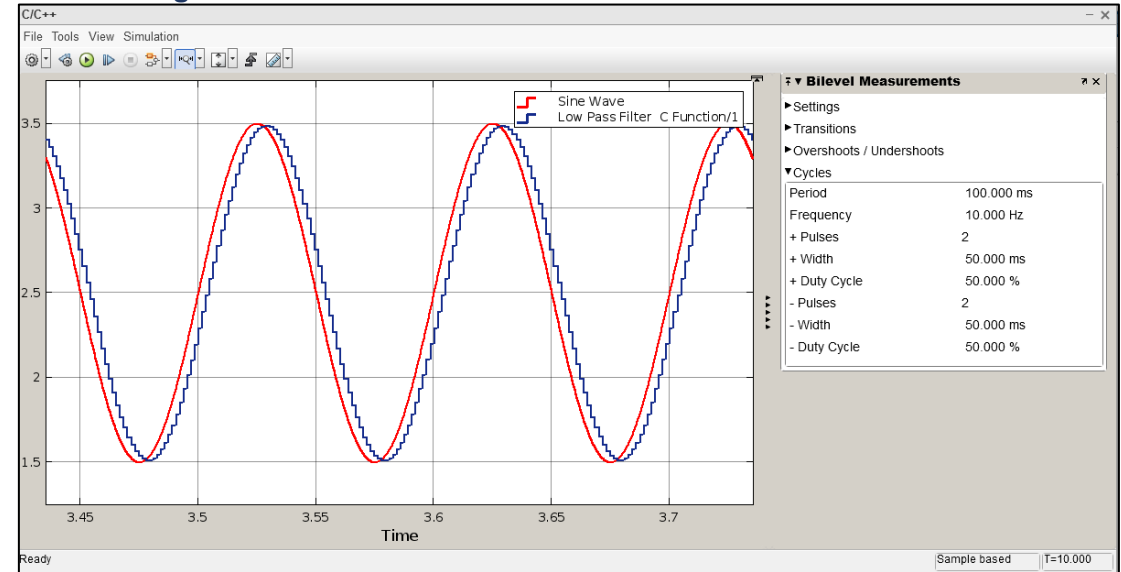 C/C++
File Tools View Simulation
Sine Wave
Low Pass Filter C Function/1
3.5
3
2.5
2
1.5
3.45 3.5 3.55 3.6 3.65 3.7
Time
Bilevel Measurements
Settings
Transitions
Overshoots / Undershoots
Cycles
Period 100.000 ms
Frequency 10.000 Hz
+ Pulses 2
+ Width 50.000 ms
+ Duty Cycle 50.000 %
- Pulses 2
- Width 50.000 ms
- Duty Cycle 50.000 %
Ready Sample based T=10.000